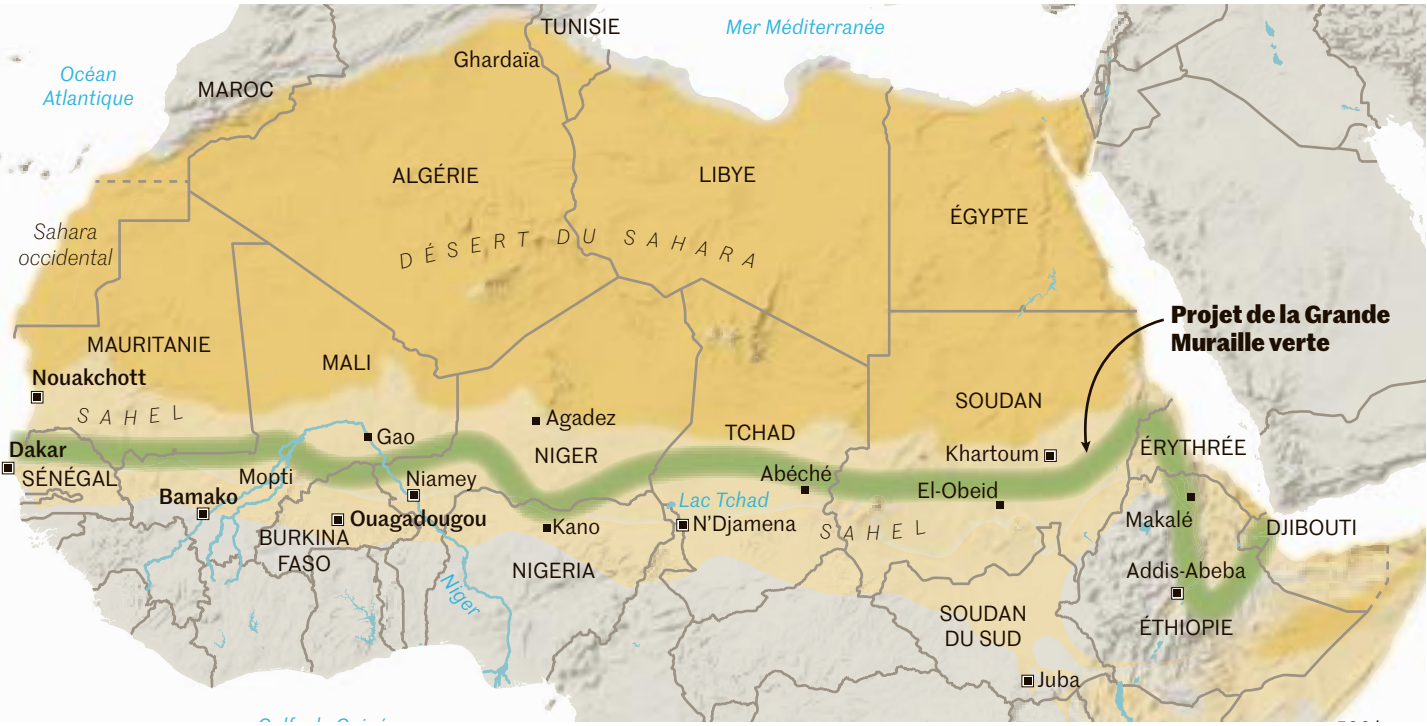 TUNISIE
Mer Méditerranée
Ghardaïa
Océan
Atlantique
MAROC
ALGÉRIE
LIBYE
ÉGYPTE
Sahara
occidental
DÉSERT DU SAHARA
Projet de la Grande
Muraille verte
MAURITANIE
MALI
Nouakchott
SAHEL
SOUDAN
Agadez
TCHAD
Gao
Dakar
NIGER
Khartoum
ÉRYTHRÉE
SÉNÉGAL
Mopti
Niamey
Abéché
El-Obeid
Bamako
Lac Tchad
Makalé
Ouagadougou
Kano
N'Djamena
SAHEL
DJIBOUTI
BURKINA
FASO
NIGERIA
Addis-Abeba
Niger
SOUDAN
DU SUD
ÉTHIOPIE
Juba